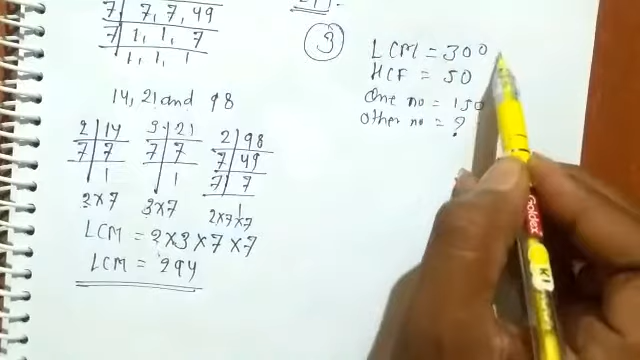 7 | 7, 7, 49
7 | 1, 1, 7
1, 1, 1
14, 21 and 98
2 | 14
7 | 7
1
3 | 21
7 | 7
1
2 | 98
7 | 49
7 | 7
1
2×7
3×7
2×7×7
LCM = 2×3×7×7
LCM = 294
3
LCM = 300
HCF = 50
One no = 150
Other no = ?
Goldex